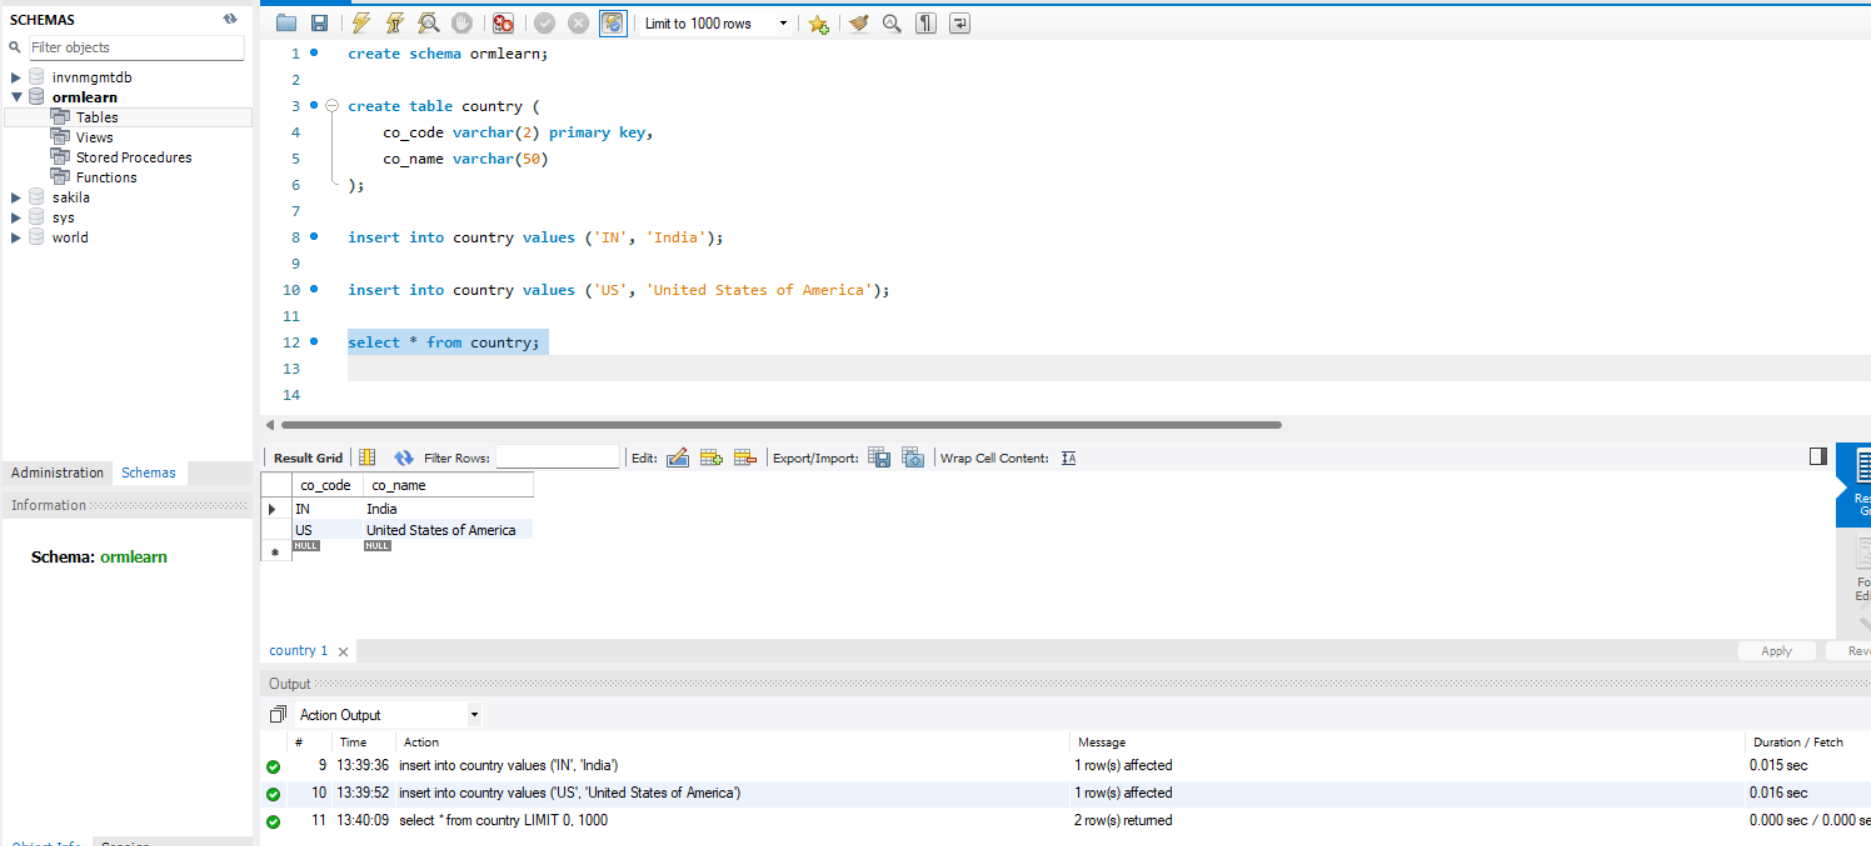 SCHEMAS
Filter objects
invnmgmtdb
ormlearn
Tables
Views
Stored Procedures
Functions
sakila
sys
world
Administration Schemas
Information
Schema: ormlearn
Object Info Session
Limit to 1000 rows
1 create schema ormlearn;
2
3 create table country (
4 co_code varchar(2) primary key,
5 co_name varchar(50)
6 );
7
8 insert into country values ('IN', 'India');
9
10 insert into country values ('US', 'United States of America');
11
12 select * from country;
13
14
Result Grid Filter Rows: Edit: Export/Import: Wrap Cell Content:
co_code co_name
IN India
US United States of America
NULL NULL
country 1
Apply
Output
Action Output
# Time Action Message Duration / Fetch
9 13:39:36 insert into country values ('IN', 'India') 1 row(s) affected 0.015 sec
10 13:39:52 insert into country values ('US', 'United States of America') 1 row(s) affected 0.016 sec
11 13:40:09 select * from country LIMIT 0, 1000 2 row(s) returned 0.000 sec / 0.000 se